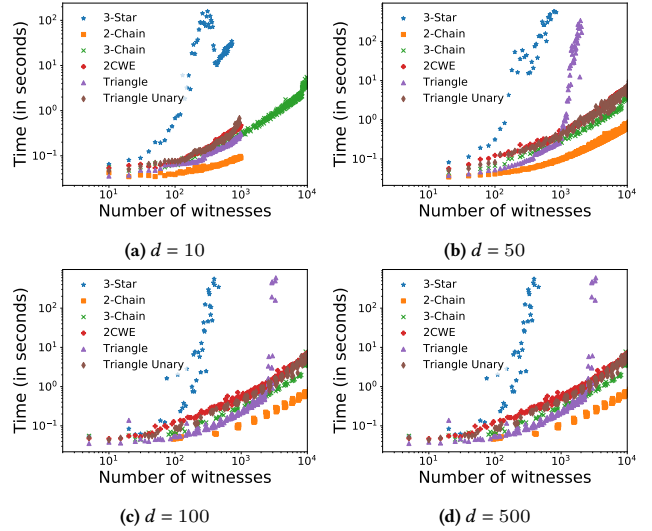 3-Star
2-Chain
3-Chain
2CWE
Triangle
Triangle Unary
Time (in seconds)
10² 10¹ 10⁰ 10⁻¹
10¹ 10² 10³ 10⁴
Number of witnesses
(a) d = 10
3-Star
2-Chain
3-Chain
2CWE
Triangle
Triangle Unary
Time (in seconds)
10² 10¹ 10⁰ 10⁻¹
10¹ 10² 10³ 10⁴
Number of witnesses
(b) d = 50
3-Star
2-Chain
3-Chain
2CWE
Triangle
Triangle Unary
Time (in seconds)
10² 10¹ 10⁰ 10⁻¹
10¹ 10² 10³ 10⁴
Number of witnesses
(c) d = 100
3-Star
2-Chain
3-Chain
2CWE
Triangle
Triangle Unary
Time (in seconds)
10² 10¹ 10⁰ 10⁻¹
10¹ 10² 10³ 10⁴
Number of witnesses
(d) d = 500